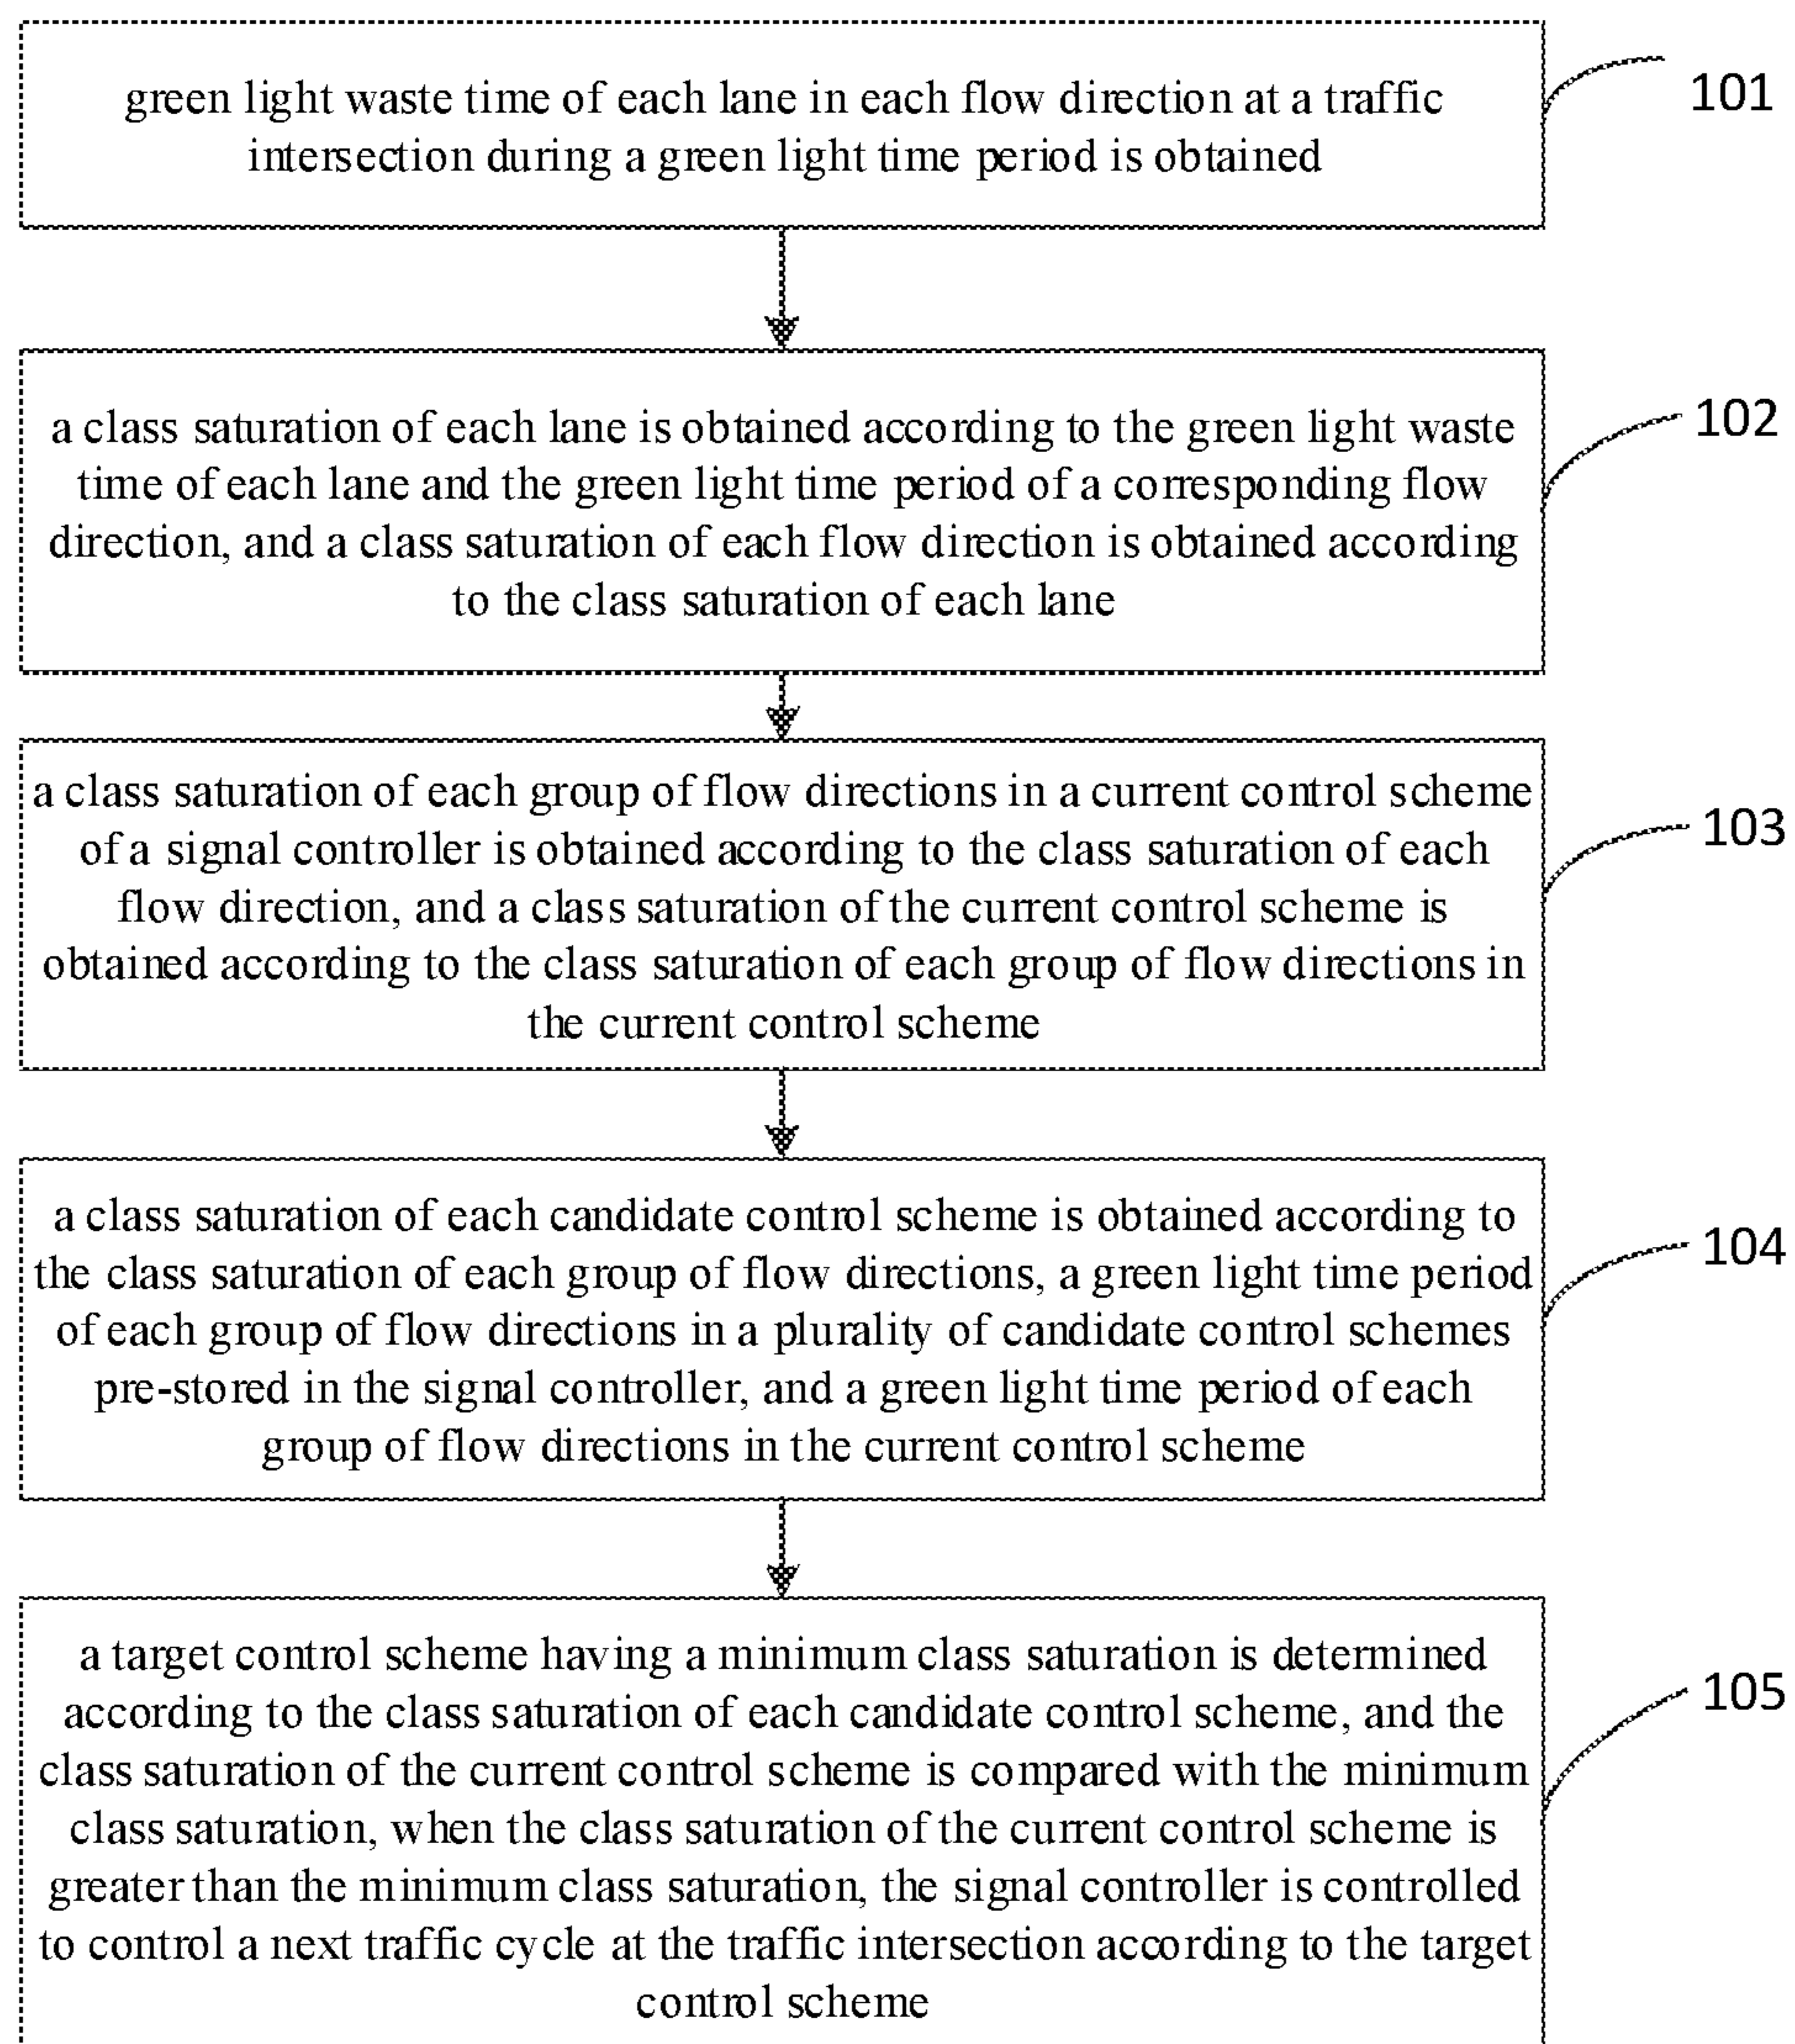 green light waste time of each lane in each flow direction at a traffic
intersection during a green light time period is obtained
101
a class saturation of each lane is obtained according to the green light waste
time of each lane and the green light time period of a corresponding flow
direction, and a class saturation of each flow direction is obtained according
to the class saturation of each lane
102
a class saturation of each group of flow directions in a current control scheme
of a signal controller is obtained according to the class saturation of each
flow direction, and a class saturation of the current control scheme is
obtained according to the class saturation of each group of flow directions in
the current control scheme
103
a class saturation of each candidate control scheme is obtained according to
the class saturation of each group of flow directions, a green light time period
of each group of flow directions in a plurality of candidate control schemes
pre-stored in the signal controller, and a green light time period of each
group of flow directions in the current control scheme
104
a target control scheme having a minimum class saturation is determined
according to the class saturation of each candidate control scheme, and the
class saturation of the current control scheme is compared with the minimum
class saturation, when the class saturation of the current control scheme is
greater than the minimum class saturation, the signal controller is controlled
to control a next traffic cycle at the traffic intersection according to the target
control scheme
105